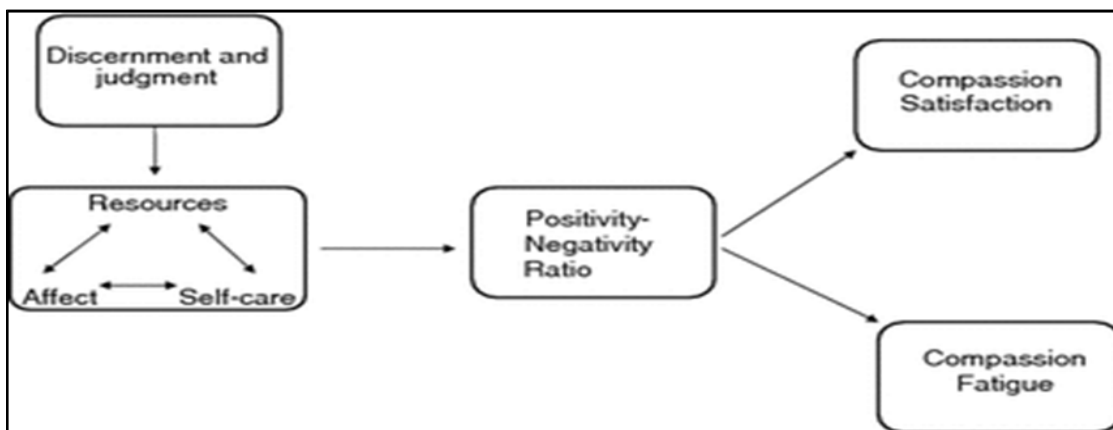 Discernment and
judgment
Resources
Affect
Self-care
Positivity-
Negativity
Ratio
Compassion
Satisfaction
Compassion
Fatigue